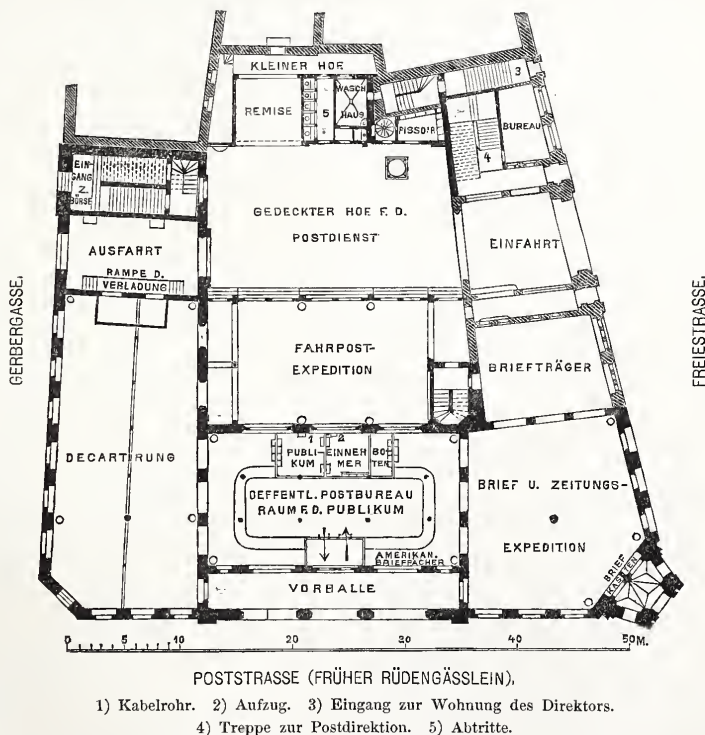 KLEINER HOF
REMISE
5
WASCH
HAUS
PISSO'R
3
BUREAU
4
EIN-
GANG
Z.
BÖRSE
GEDECKTER HOF F. D.
POSTDIENST
AUSFAHRT
RAMPE D.
VERLADUNG
EINFAHRT
GERBERGASSE.
FREIESTRASSE.
FAHRPOST-
EXPEDITION
BRIEFTRÄGER
DECARTIRUNG
1
PUBLI-
KUM
2
EINNEH
MER
BO-
TEN
OEFFENTL. POSTBUREAU
RAUM F. D. PUBLIKUM
BRIEF U. ZEITUNGS-
EXPEDITION
AMERIKAN.
BRIEFFÄCHER
BRIEF
KASTEN
VORHALLE
0 5 10 20 30 40 50 M.
POSTSTRASSE (FRÜHER RÜDENGÄSSLEIN).
1) Kabelrohr. 2) Aufzug. 3) Eingang zur Wohnung des Direktors.
4) Treppe zur Postdirektion. 5) Abtritte.